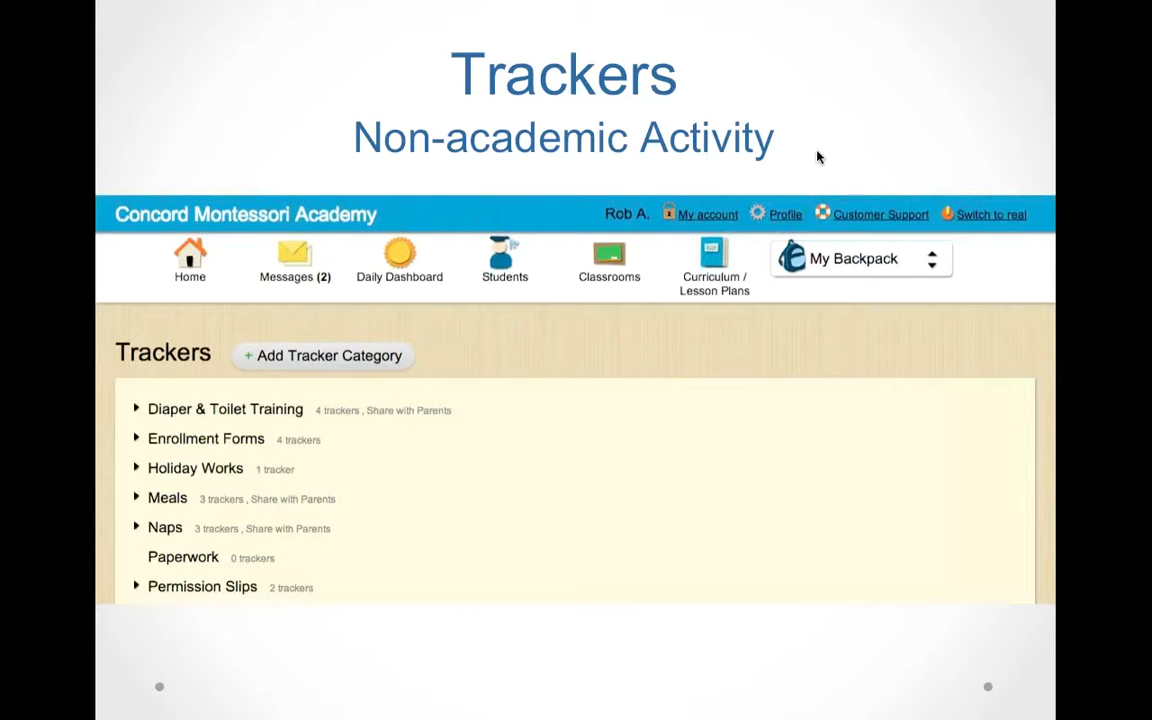 Trackers
Non-academic Activity
Concord Montessori Academy Rob A. My account Profile Customer Support Switch to real
Home Messages (2) Daily Dashboard Students Classrooms Curriculum / My Backpack
Lesson Plans
Trackers + Add Tracker Category
Diaper & Toilet Training 4 trackers , Share with Parents
Enrollment Forms 4 trackers
Holiday Works 1 tracker
Meals 3 trackers , Share with Parents
Naps 3 trackers , Share with Parents
Paperwork 0 trackers
Permission Slips 2 trackers